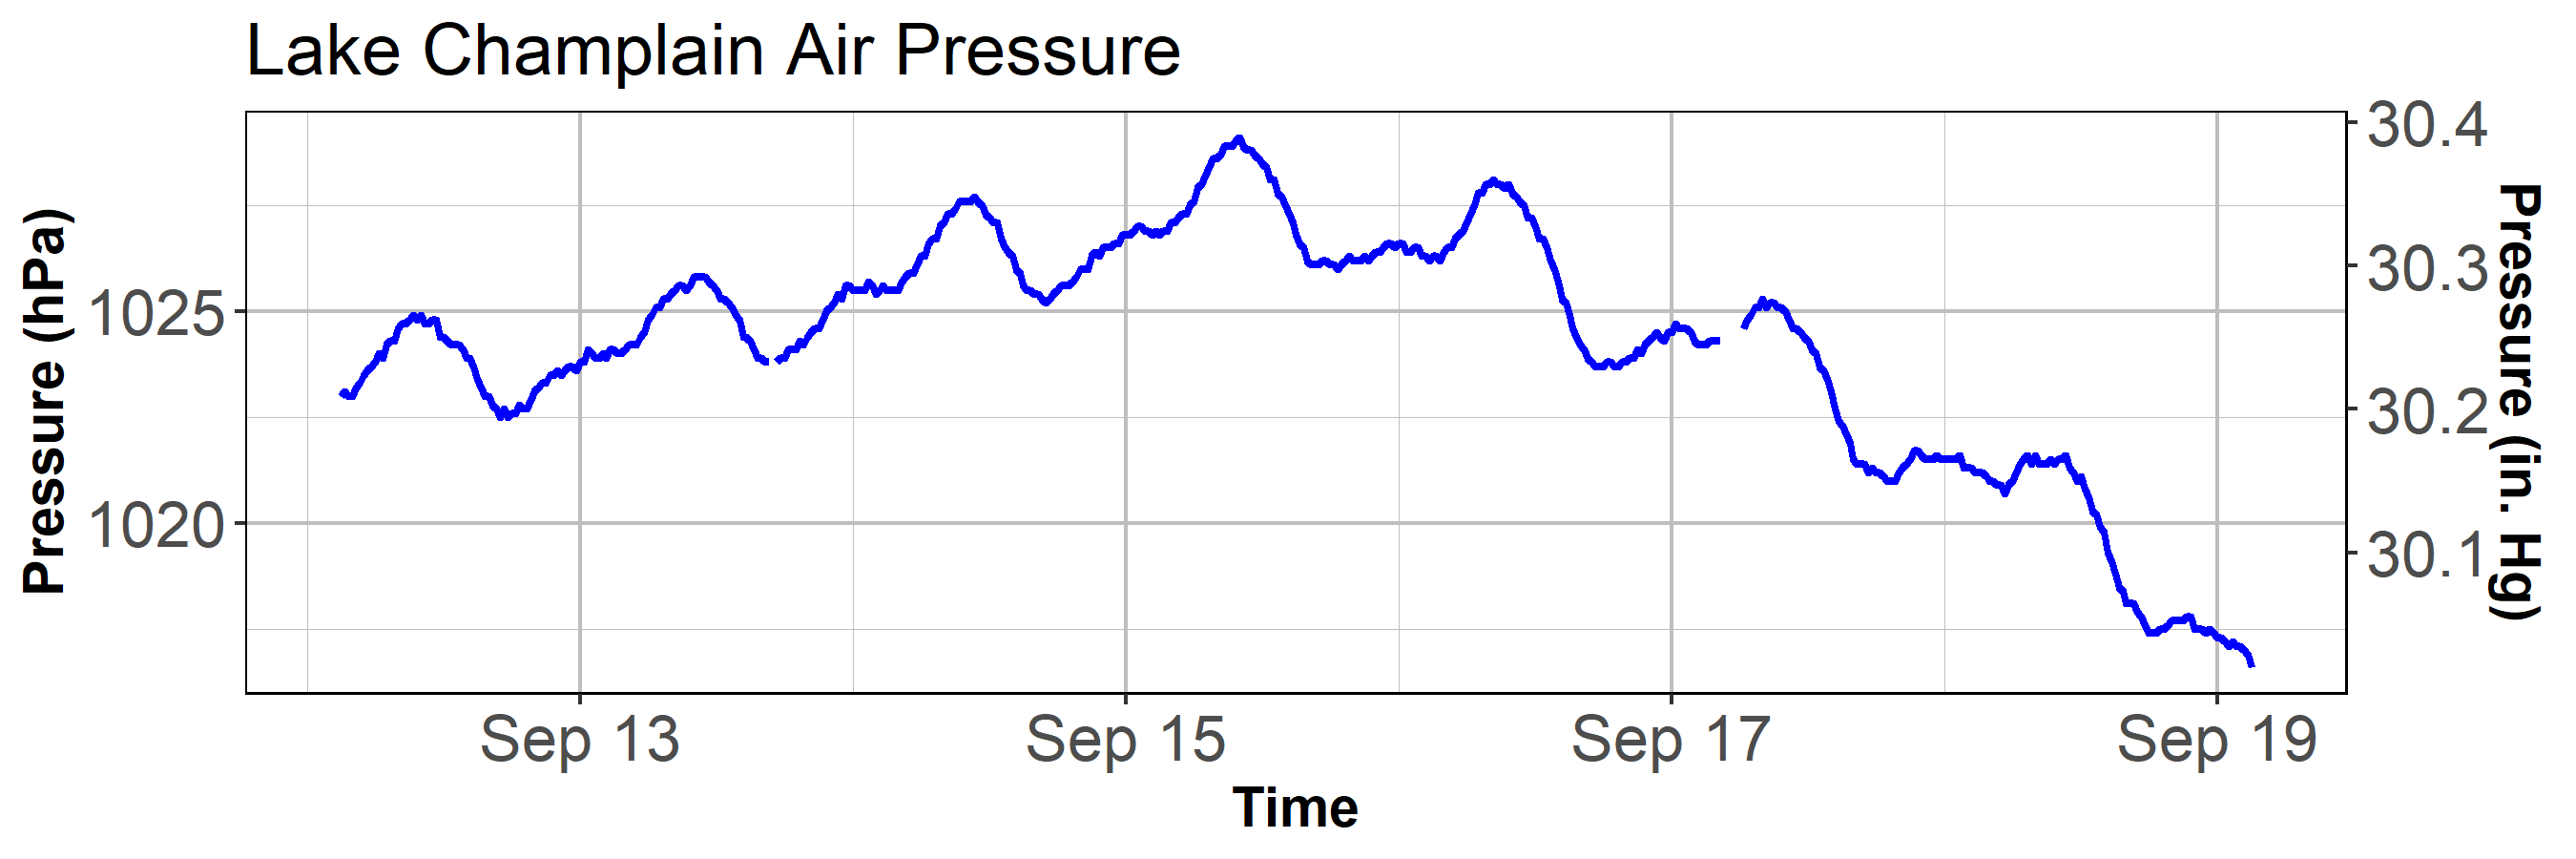 Lake Champlain Air Pressure
Pressure (hPa)
1025
1020
30.4
30.3
30.2
30.1
Pressure (in. Hg)
Sep 13
Sep 15
Sep 17
Sep 19
Time